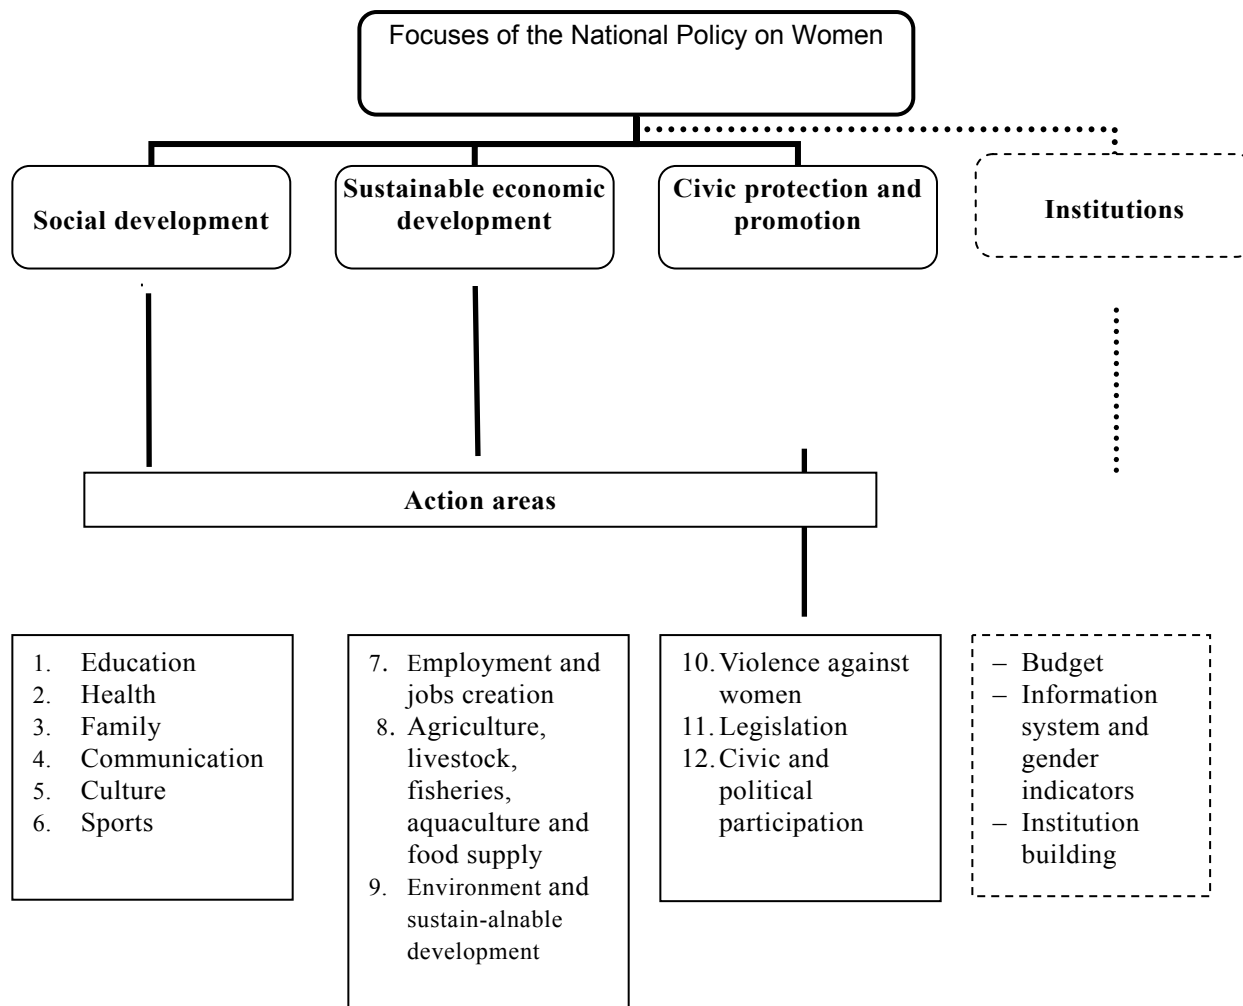 Focuses of the National Policy on Women
Social development
Sustainable economic
development
Civic protection and
promotion
Institutions
Action areas
1. Education
2. Health
3. Family
4. Communication
5. Culture
6. Sports
7. Employment and
jobs creation
8. Agriculture,
livestock,
fisheries,
aquaculture and
food supply
9. Environment and
sustain-alnable
development
10. Violence against
women
11. Legislation
12. Civic and
political
participation
– Budget
– Information
system and
gender
indicators
– Institution
building